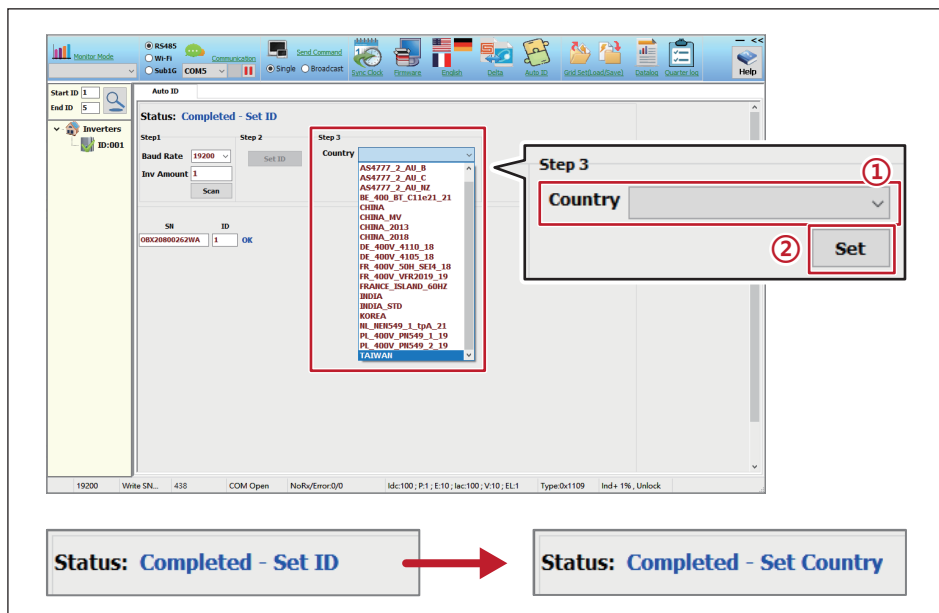 Monitor Mode
RS485
Wi-Fi
Sub1G COM5
Communication
Send Command
Single Broadcast
Sync Clock
Firmware
English
Delta
Auto ID
Grid Set(Load/Save)
Datalog
Quarter log
— <<
Help
Start ID 1
End ID 5
Inverters
ID:001
Auto ID
Status: Completed - Set ID
Step1
Baud Rate 19200
Inv Amount 1
Scan
Step 2
Set ID
Step 3
Country
AS4777_2_AU_B
AS4777_2_AU_C
AS4777_2_AU_NZ
BE_400_BT_C11e21_21
CHINA
CHINA_MV
CHINA_2013
CHINA_2018
DE_400V_4110_18
DE_400V_4105_18
FR_400V_50H_SEI4_18
FR_400V_VFR2019_19
FRANCE_ISLAND_60HZ
INDIA
INDIA_STD
KOREA
NL_NEN549_1_tpA_21
PL_400V_PN549_1_19
PL_400V_PN549_2_19
TAIWAN
SN ID
O8X20800262WA 1 OK
Step 3
①
Country
② Set
19200 Write SN... 438 COM Open NoRx/Error:0/0 Idc:100 ; P:1 ; E:10 ; Iac:100 ; V:10 ; EL:1 Type:0x1109 Ind+ 1% , Unlock
Status: Completed - Set ID
Status: Completed - Set Country